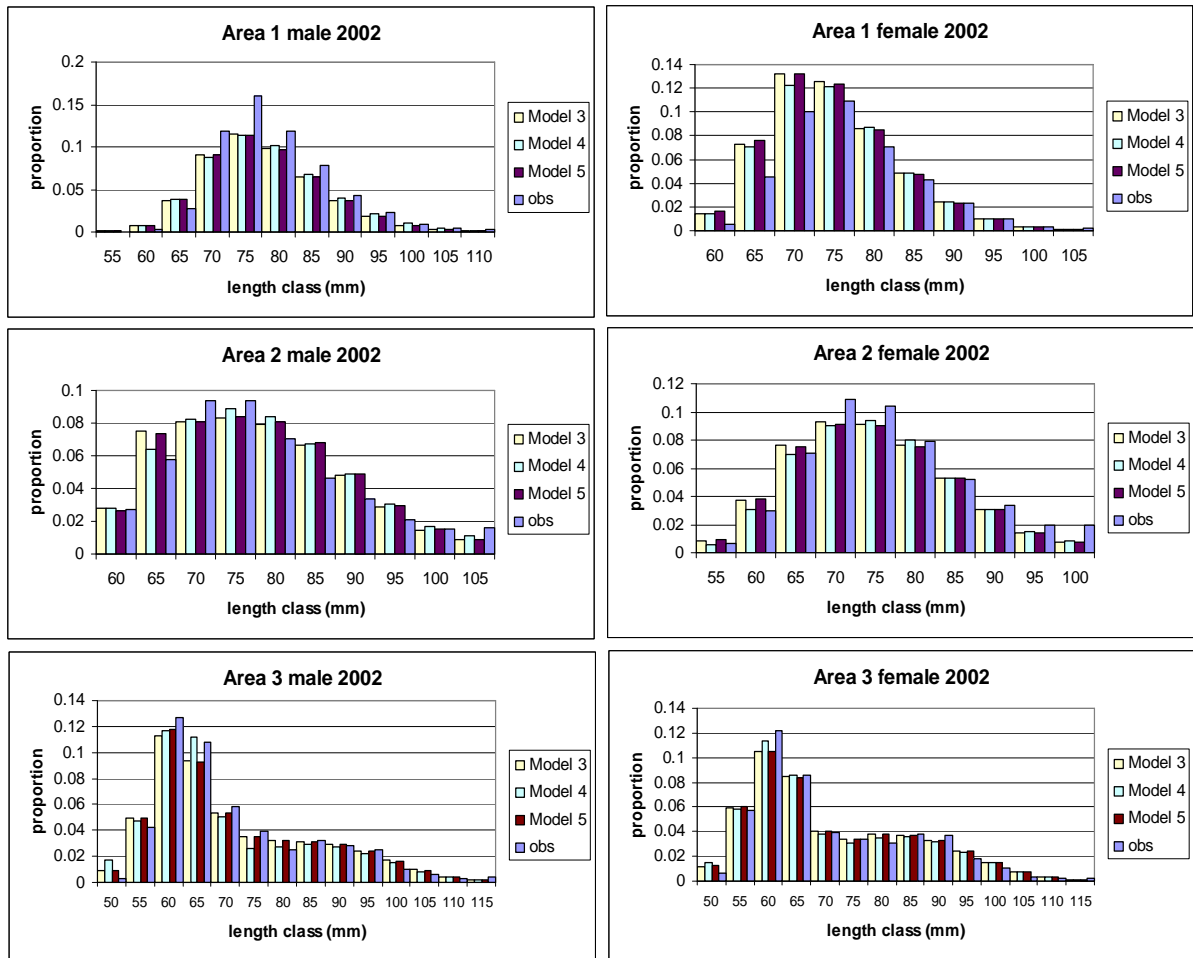 Area 1 male 2002
proportion
0.2
0.15
0.1
0.05
0
55 60 65 70 75 80 85 90 95 100 105 110
length class (mm)
Model 3
Model 4
Model 5
obs
Area 1 female 2002
proportion
0.14
0.12
0.1
0.08
0.06
0.04
0.02
0
60 65 70 75 80 85 90 95 100 105
length class (mm)
Model 3
Model 4
Model 5
obs
Area 2 male 2002
proportion
0.1
0.08
0.06
0.04
0.02
0
60 65 70 75 80 85 90 95 100 105
length class (mm)
Model 3
Model 4
Model 5
obs
Area 2 female 2002
proportion
0.12
0.1
0.08
0.06
0.04
0.02
0
55 60 65 70 75 80 85 90 95 100
length class (mm)
Model 3
Model 4
Model 5
obs
Area 3 male 2002
proportion
0.14
0.12
0.1
0.08
0.06
0.04
0.02
0
50 55 60 65 70 75 80 85 90 95 100 105 110 115
length class (mm)
Model 3
Model 4
Model 5
obs
Area 3 female 2002
proportion
0.14
0.12
0.1
0.08
0.06
0.04
0.02
0
50 55 60 65 70 75 80 85 90 95 100 105 110 115
length class (mm)
Model 3
Model 4
Model 5
obs